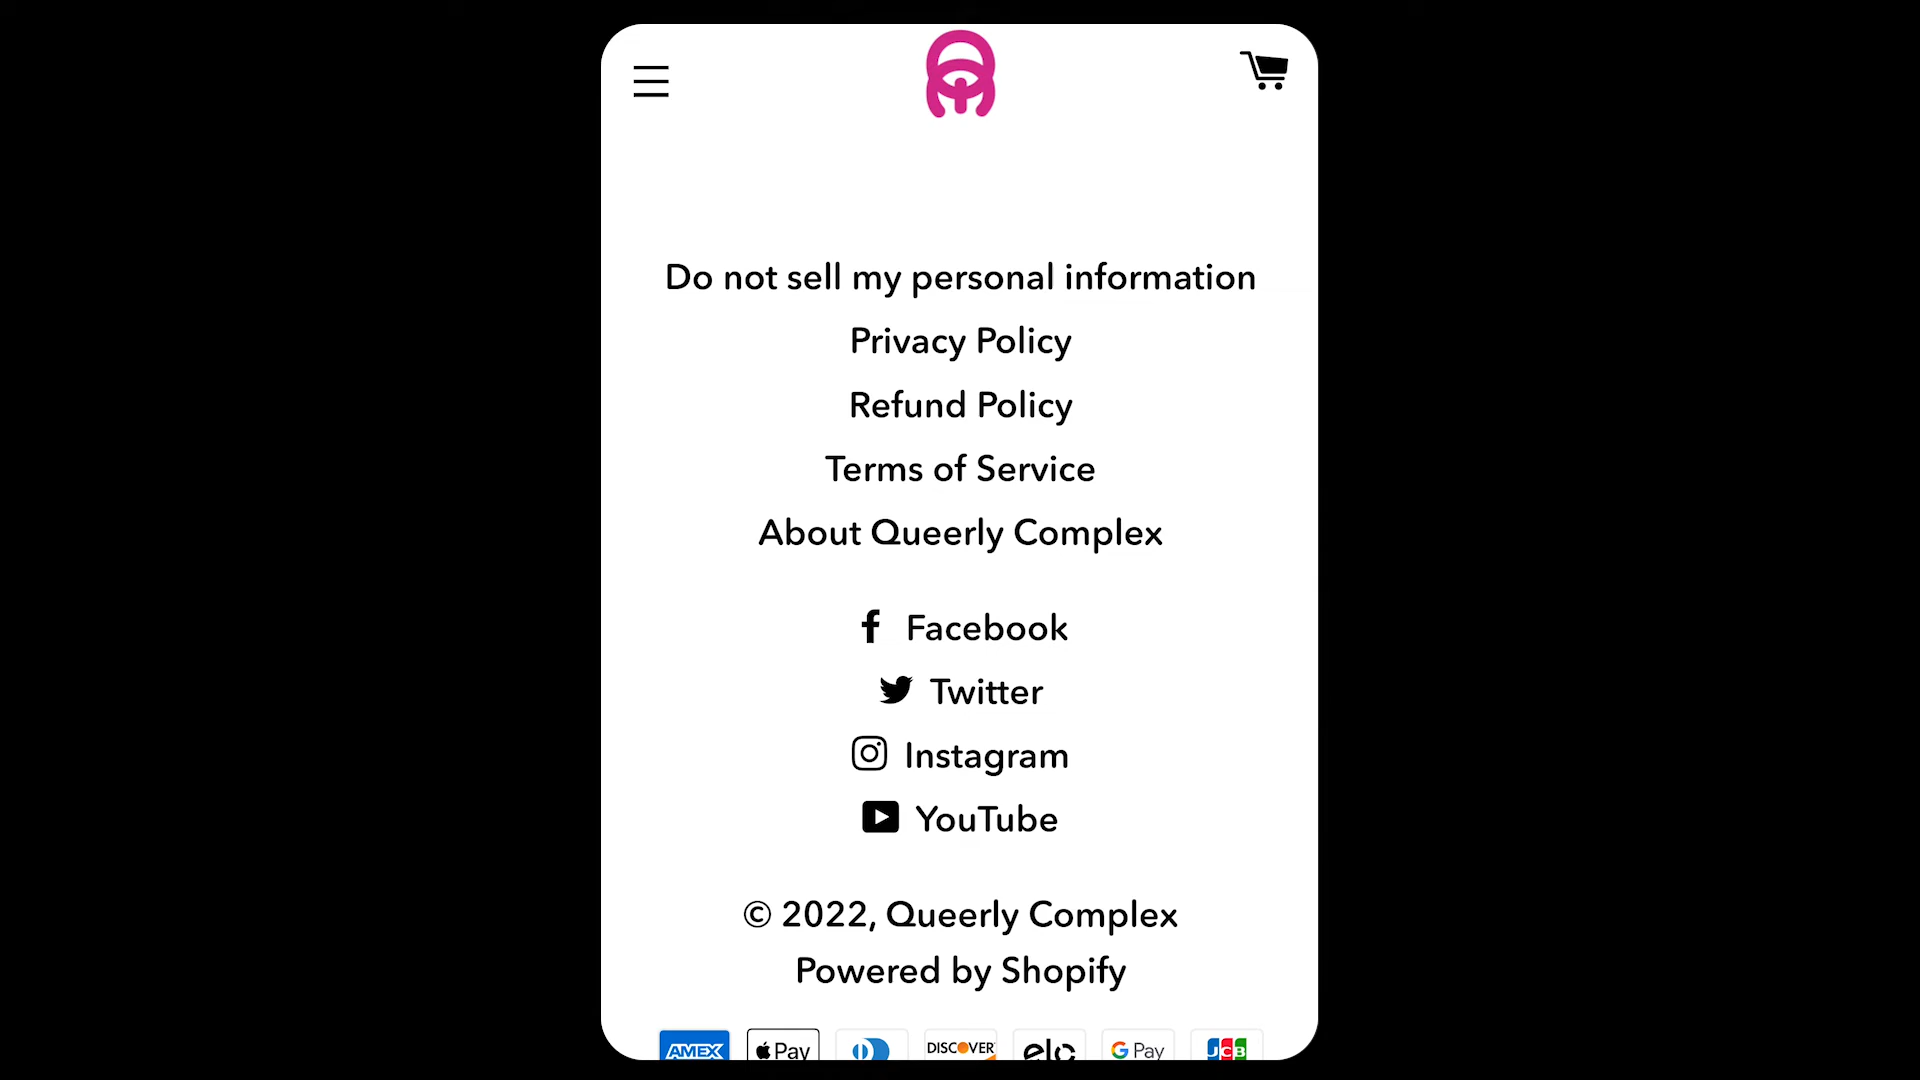 Do not sell my personal information
Privacy Policy
Refund Policy
Terms of Service
About Queerly Complex
Facebook
Twitter
Instagram
YouTube
© 2022, Queerly Complex
Powered by Shopify
AMEX Pay DISCOVER elo G Pay JCB